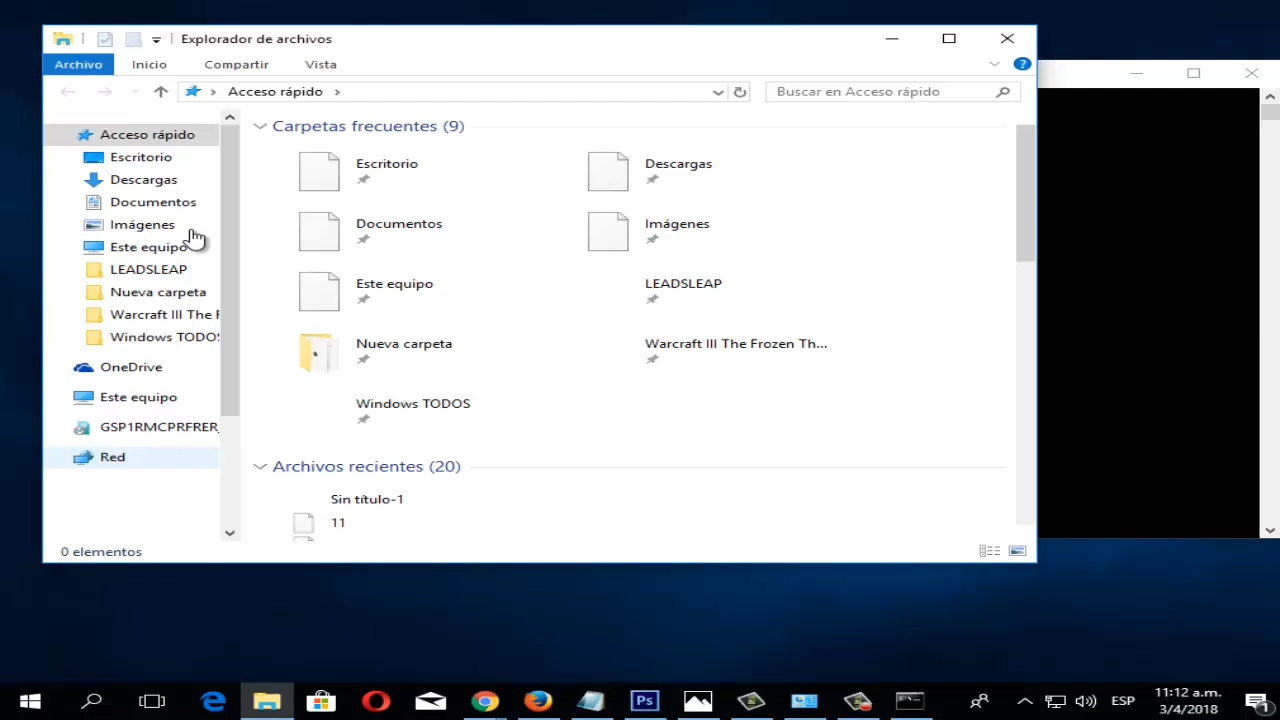 Explorador de archivos
Archivo Inicio Compartir Vista
Acceso rápido
Buscar en Acceso rápido
Acceso rápido
Escritorio
Descargas
Documentos
Imágenes
Este equipo
LEADSLEAP
Nueva carpeta
Warcraft III The F
Windows TODOS
OneDrive
Este equipo
GSP1RMCPRFRER_
Red
Carpetas frecuentes (9)
Escritorio
Descargas
Documentos
Imágenes
Este equipo
LEADSLEAP
Nueva carpeta
Warcraft III The Frozen Th...
Windows TODOS
Archivos recientes (20)
Sin título-1
11
0 elementos
Ps
ESP
11:12 a.m.
3/4/2018
1